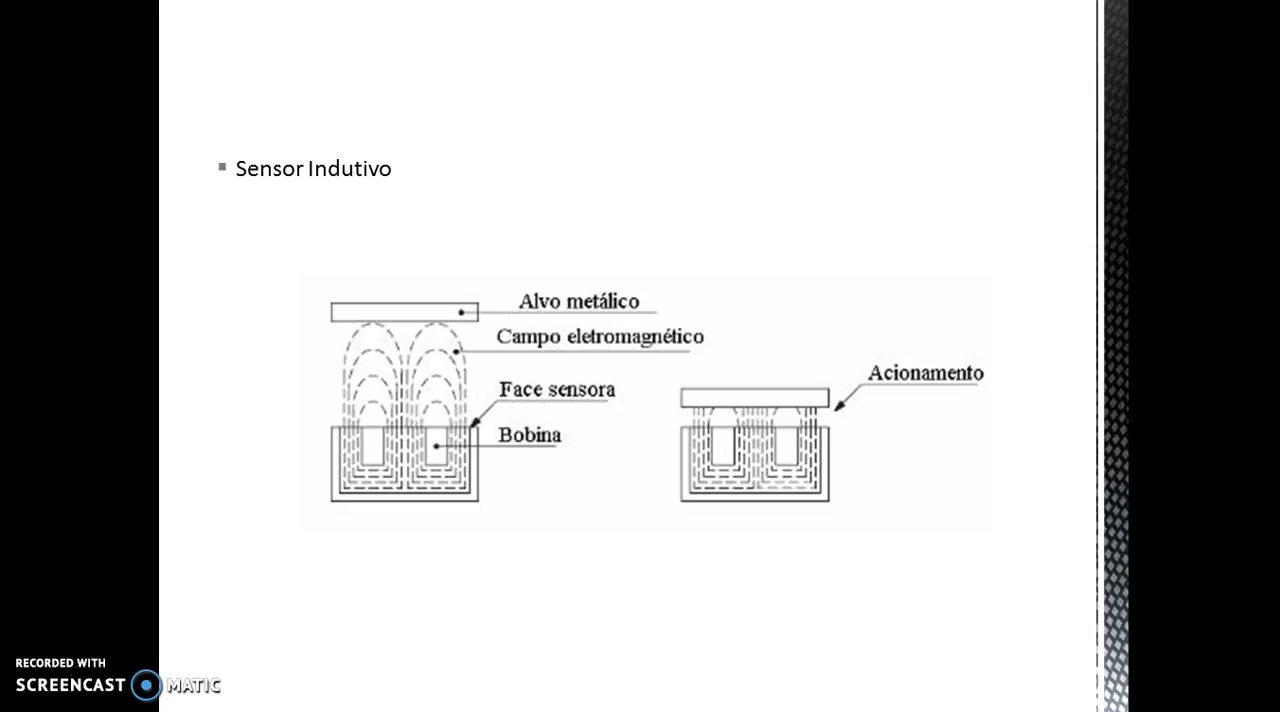 Sensor Indutivo
Alvo metálico
Campo eletromagnético
Face sensora
Bobina
Acionamento
RECORDED WITH
SCREENCAST MATIC